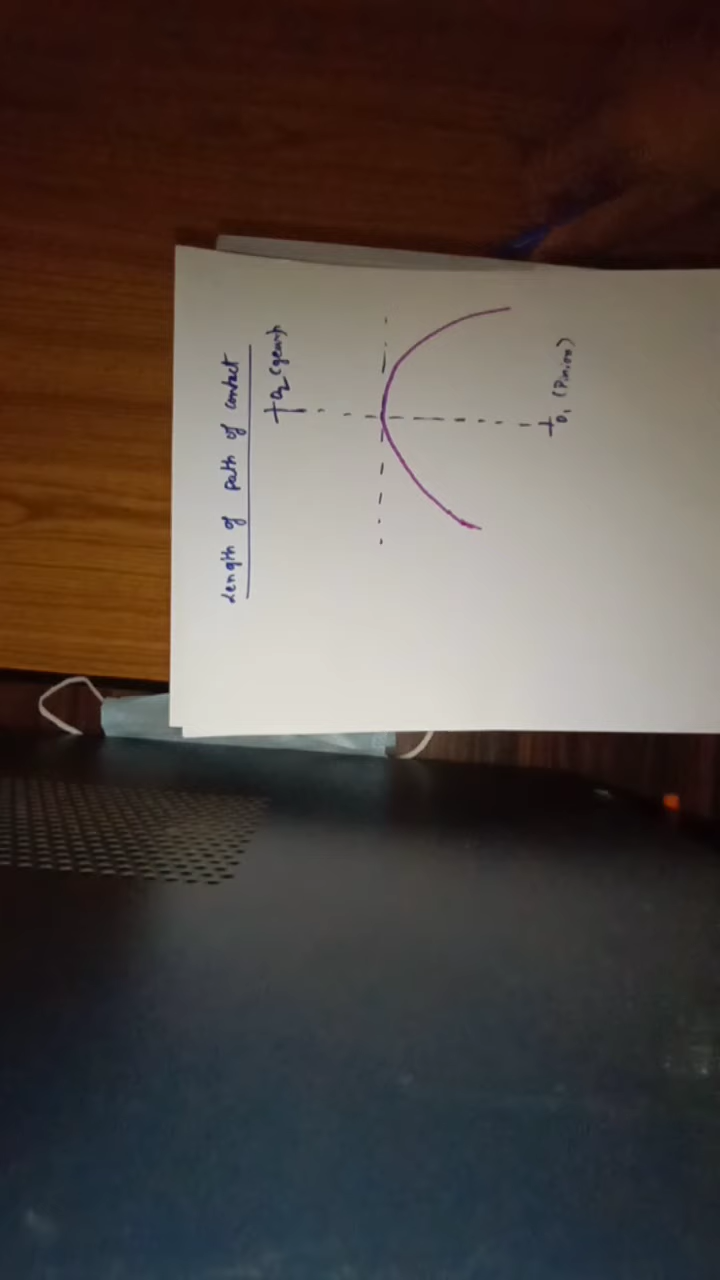 Length of path of contact
O2 (gear)
O1 (Pinion)